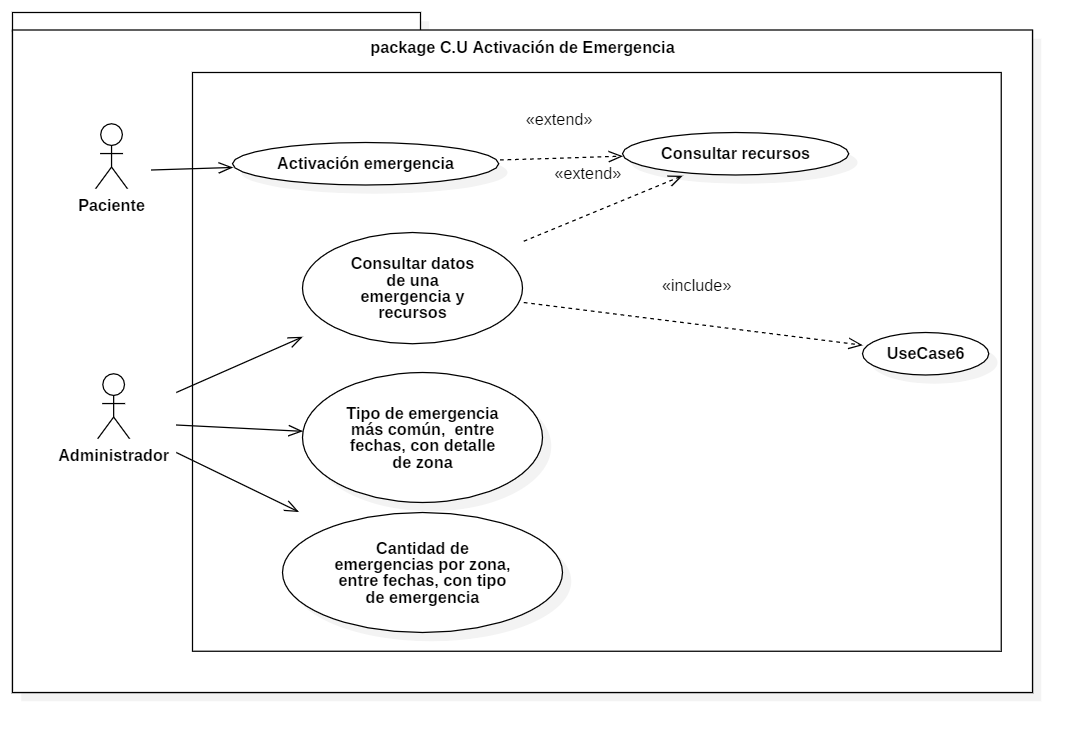 package C.U Activación de Emergencia
«extend»
Activación emergencia
Consultar recursos
«extend»
Paciente
Consultar datos
de una
emergencia y
recursos
«include»
UseCase6
Tipo de emergencia
más común,  entre
fechas, con detalle
de zona
Administrador
Cantidad de
emergencias por zona,
entre fechas, con tipo
de emergencia